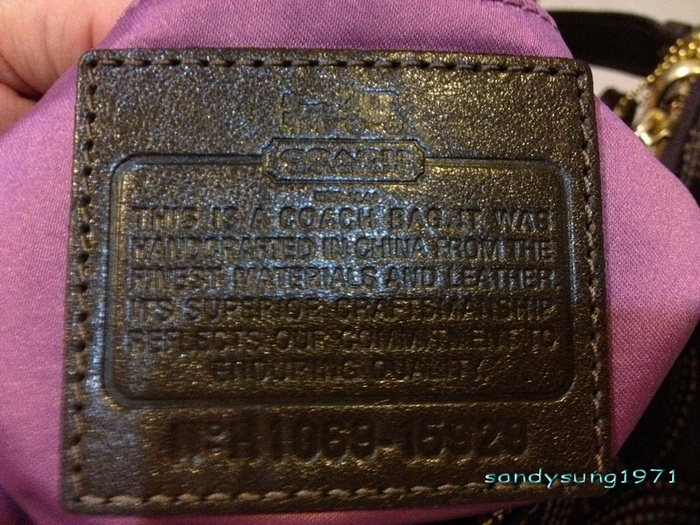 COACH
THIS IS A COACH BAG. IT WAS
HANDCRAFTED IN CHINA FROM THE
FINEST MATERIALS AND LEATHER.
ITS SUPERIOR CRAFTSMANSHIP
REFLECTS OUR COMMITMENT TO
ENDURING QUALITY.
NºH1069-15929
sandysung1971